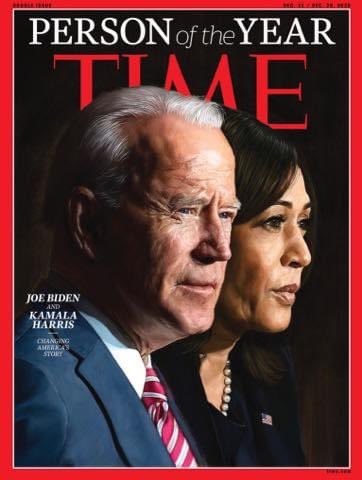 DOUBLE ISSUE
DEC. 21 / DEC. 28, 2020
PERSON of the YEAR
TIME
JOE BIDEN
AND
KAMALA
HARRIS
CHANGING
AMERICA'S
STORY
time.com